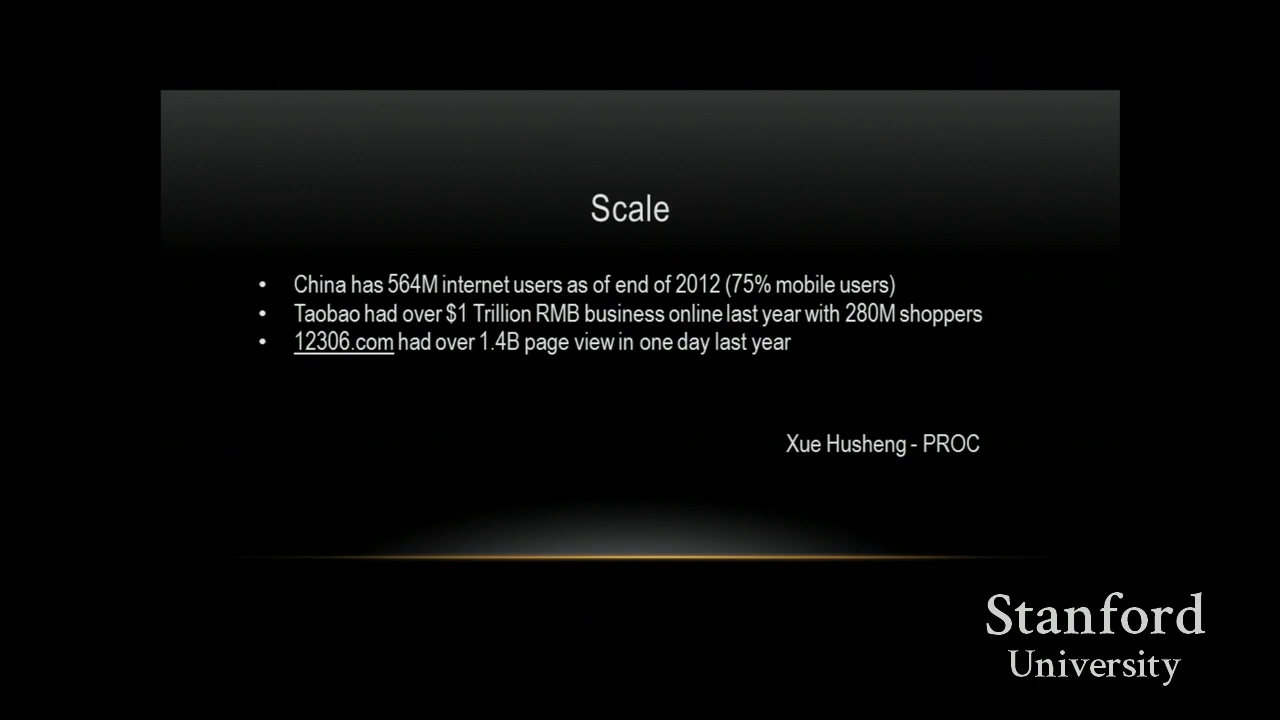 Scale
• China has 564M internet users as of end of 2012 (75% mobile users)
• Taobao had over $1 Trillion RMB business online last year with 280M shoppers
• 12306.com had over 1.4B page view in one day last year
Xue Husheng - PROC
Stanford
University